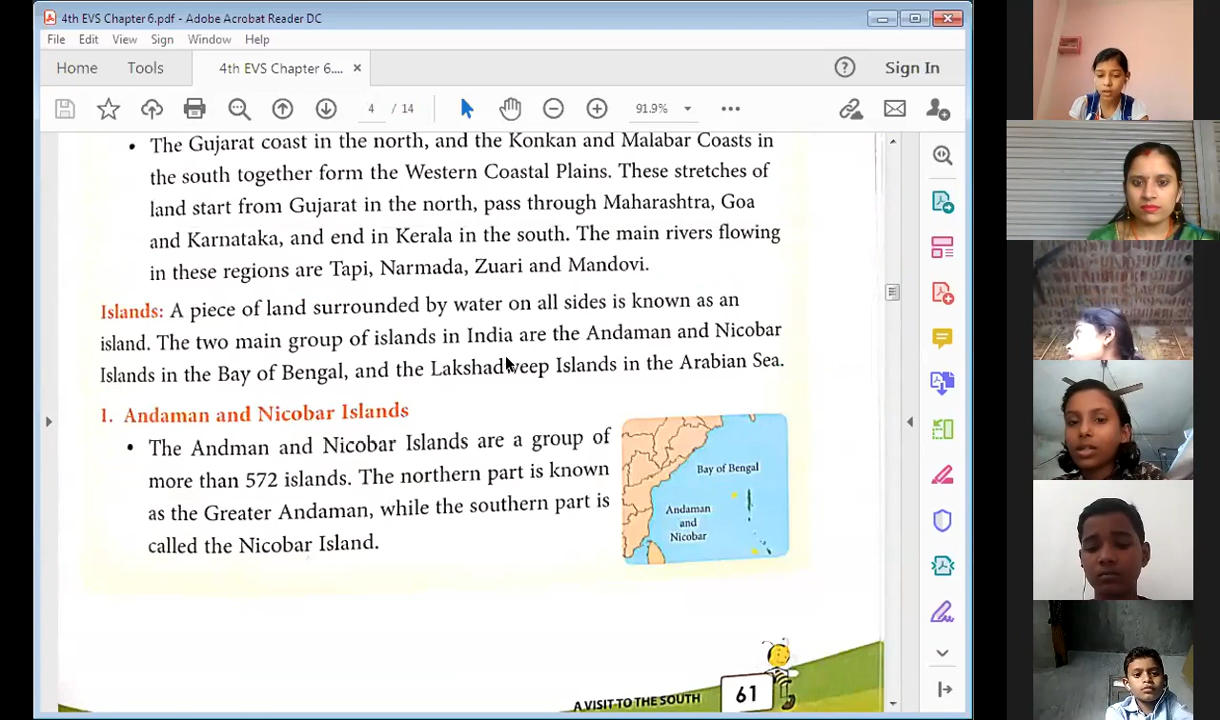 4th EVS Chapter 6.pdf - Adobe Acrobat Reader DC
File Edit View Sign Window Help
Home Tools 4th EVS Chapter 6.... × Sign In
4 / 14 91.9%
• The Gujarat coast in the north, and the Konkan and Malabar Coasts in
the south together form the Western Coastal Plains. These stretches of
land start from Gujarat in the north, pass through Maharashtra, Goa
and Karnataka, and end in Kerala in the south. The main rivers flowing
in these regions are Tapi, Narmada, Zuari and Mandovi.
Islands: A piece of land surrounded by water on all sides is known as an
island. The two main group of islands in India are the Andaman and Nicobar
Islands in the Bay of Bengal, and the Lakshadweep Islands in the Arabian Sea.
1. Andaman and Nicobar Islands
• The Andman and Nicobar Islands are a group of
more than 572 islands. The northern part is known
as the Greater Andaman, while the southern part is
called the Nicobar Island.
Bay of Bengal
Andaman
and
Nicobar
A VISIT TO THE SOUTH 61